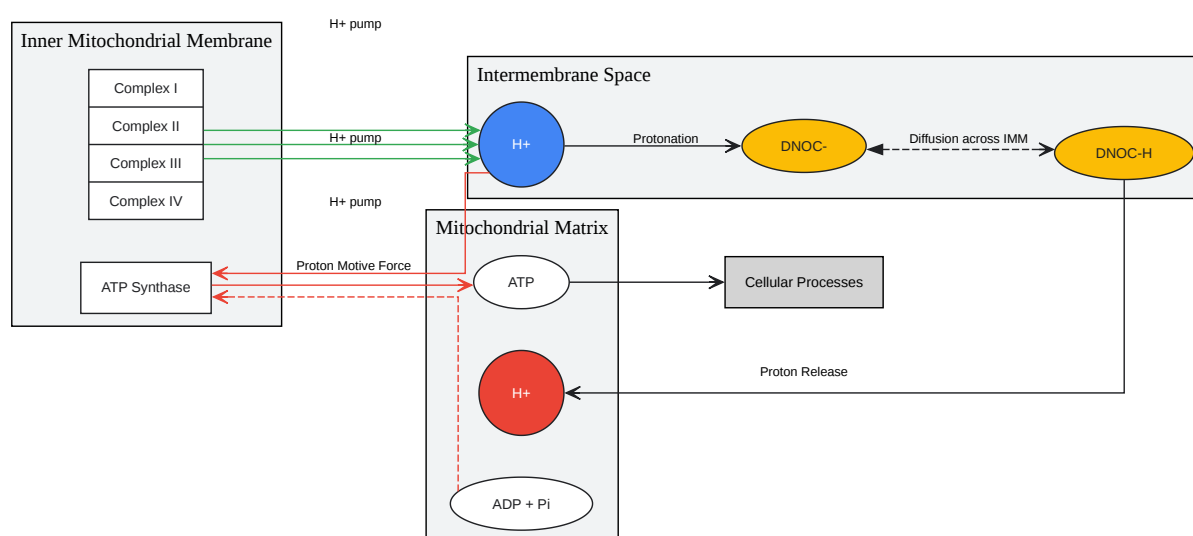 H+ pump
Inner Mitochondrial Membrane
Intermembrane Space
Complex I
Complex II
H+ pump
H+
Protonation
DNOC-
Diffusion across IMM
DNOC-H
Complex III
Complex IV
H+ pump
Mitochondrial Matrix
Proton Motive Force
ATP Synthase
ATP
Cellular Processes
Proton Release
H+
ADP + Pi